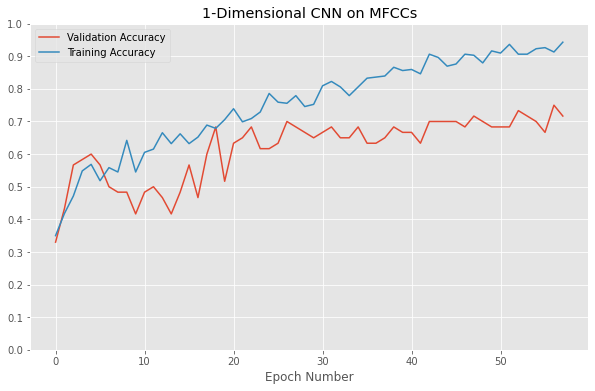 1-Dimensional CNN on MFCCs
Validation Accuracy
Training Accuracy
1.0
0.9
0.8
0.7
0.6
0.5
0.4
0.3
0.2
0.1
0.0
0 10 20 30 40 50
Epoch Number